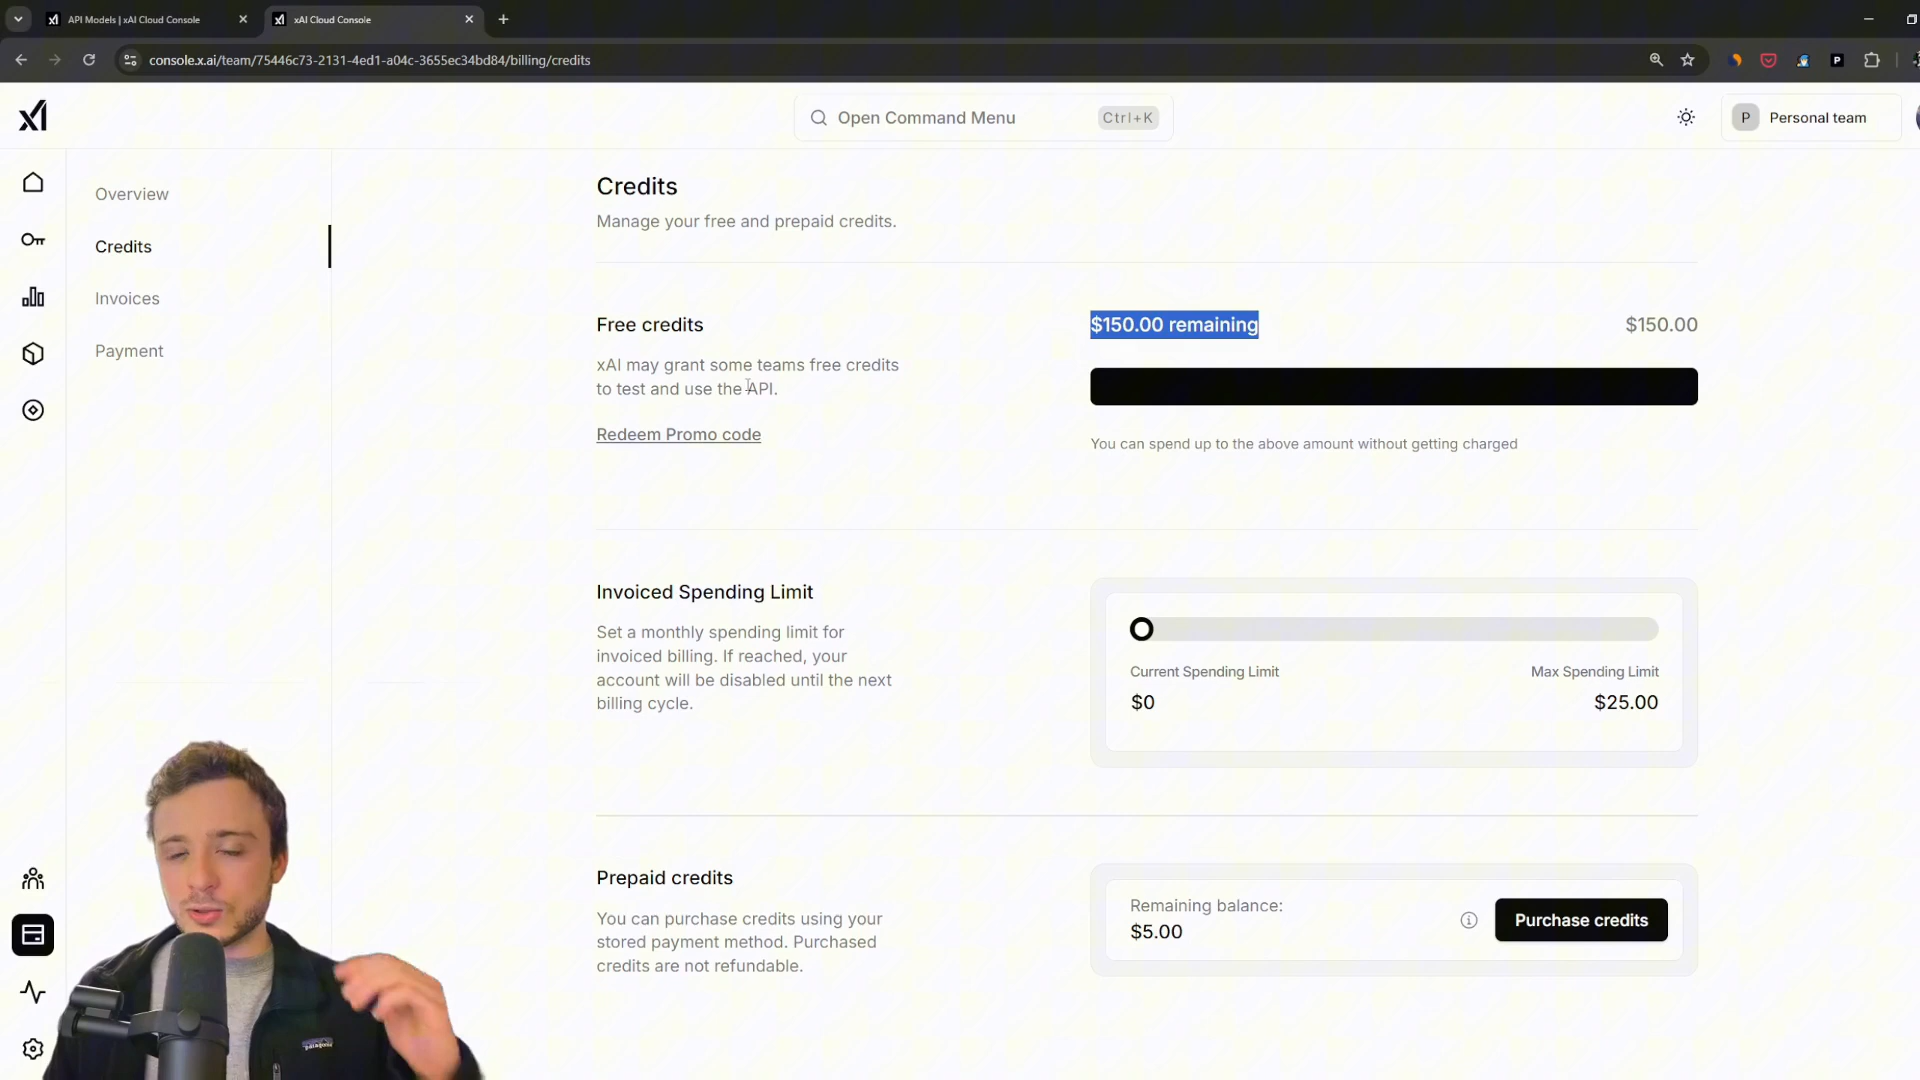 API Models | xAI Cloud Console
xAI Cloud Console
console.x.ai/team/75446c73-2131-4ed1-a04c-3655ec34bd84/billing/credits
xI
Open Command Menu
Ctrl+K
P
Personal team
Overview
Credits
Invoices
Payment
Credits
Manage your free and prepaid credits.
Free credits
$150.00 remaining
$150.00
xAI may grant some teams free credits
to test and use the API.
Redeem Promo code
You can spend up to the above amount without getting charged
Invoiced Spending Limit
Set a monthly spending limit for
invoiced billing. If reached, your
account will be disabled until the next
billing cycle.
Current Spending Limit
Max Spending Limit
$0
$25.00
Prepaid credits
You can purchase credits using your
stored payment method. Purchased
credits are not refundable.
Remaining balance:
$5.00
Purchase credits
patagonia